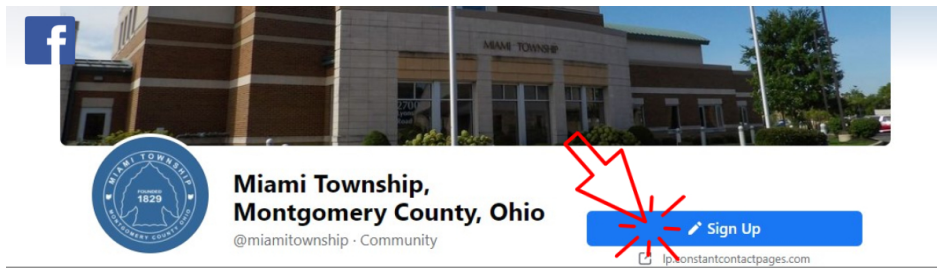 f
MIAMI TOWNSHIP
2700
MIAMI TOWNSHIP
FOUNDED
1829
MONTGOMERY COUNTY OHIO
Miami Township,
Montgomery County, Ohio
@miamitownship · Community
Sign Up
lp.constantcontactpages.com